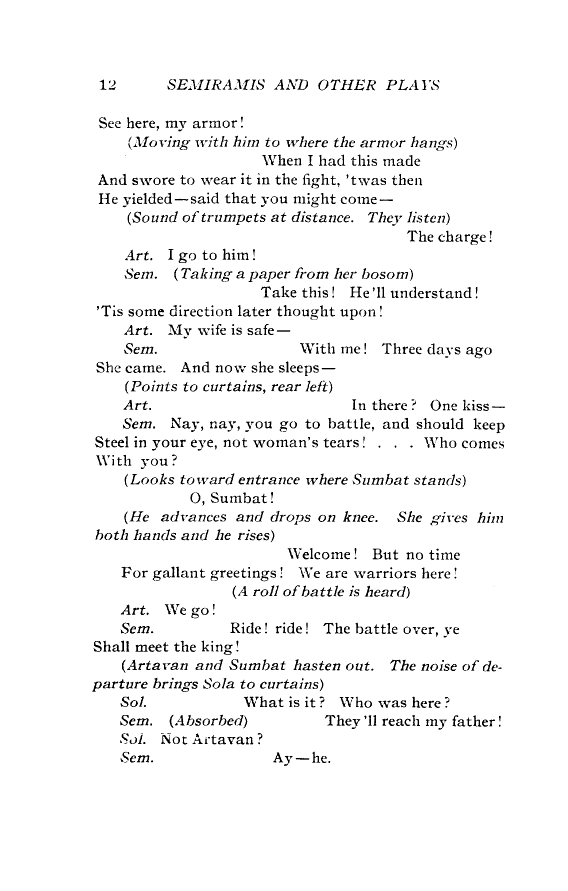 12 SEMIRAMIS AND OTHER PLAYS
See here, my armor!
(Moving with him to where the armor hangs)
When I had this made
And swore to wear it in the fight, 'twas then
He yielded—said that you might come—
(Sound of trumpets at distance. They listen)
The charge!
Art. I go to him!
Sem. (Taking a paper from her bosom)
Take this! He'll understand!
'Tis some direction later thought upon!
Art. My wife is safe—
Sem. With me! Three days ago
She came. And now she sleeps—
(Points to curtains, rear left)
Art. In there? One kiss—
Sem. Nay, nay, you go to battle, and should keep
Steel in your eye, not woman's tears! . . . Who comes
With you?
(Looks toward entrance where Sumbat stands)
O, Sumbat!
(He advances and drops on knee. She gives him
both hands and he rises)
Welcome! But no time
For gallant greetings! We are warriors here!
(A roll of battle is heard)
Art. We go!
Sem. Ride! ride! The battle over, ye
Shall meet the king!
(Artavan and Sumbat hasten out. The noise of de-
parture brings Sola to curtains)
Sol. What is it? Who was here?
Sem. (Absorbed) They'll reach my father!
Sol. Not Artavan?
Sem. Ay—he.